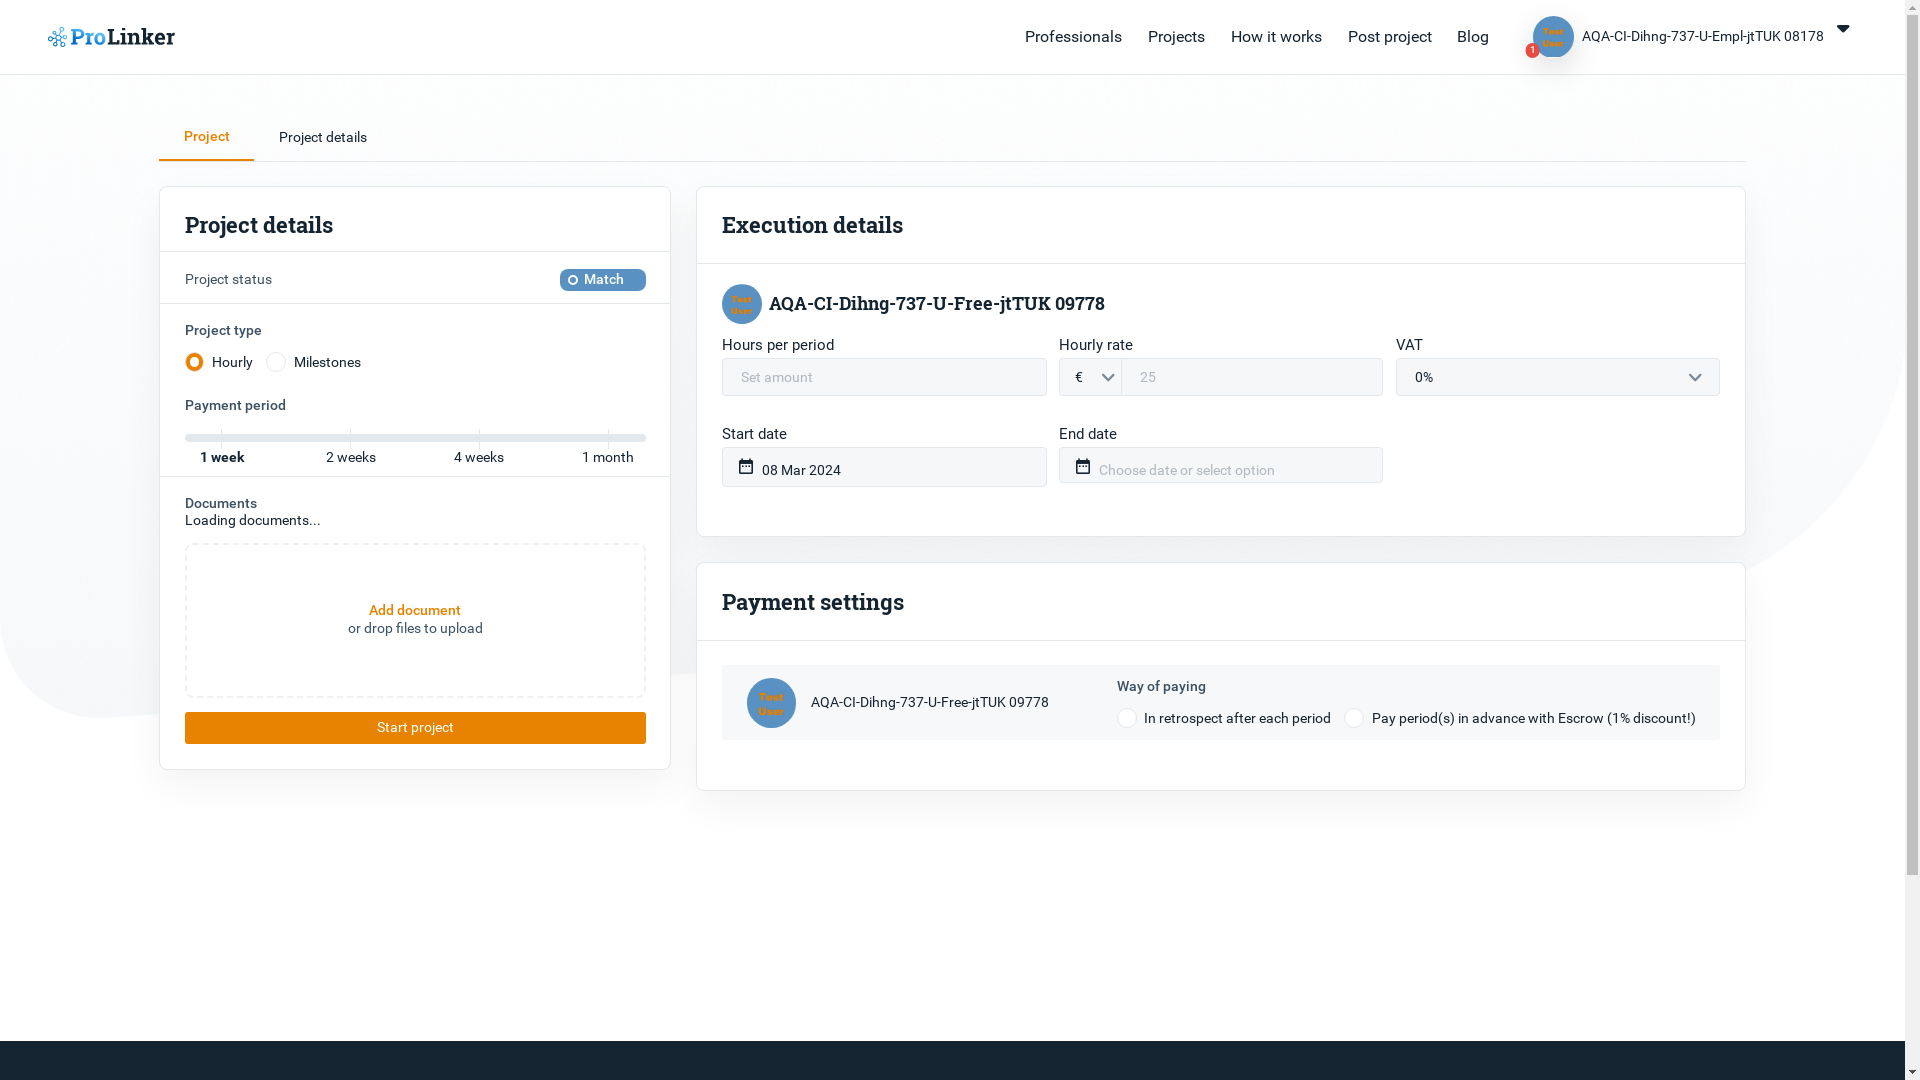 ProLinker
Professionals
Projects
How it works
Post project
Blog
Test
User
1
AQA-CI-Dihng-737-U-Empl-jtTUK 08178
Project
Project details
Project details
Project status
Match
Project type
Hourly
Milestones
Payment period
1 week
2 weeks
4 weeks
1 month
Documents
Loading documents...
Add document
or drop files to upload
Start project
Execution details
Test
User
AQA-CI-Dihng-737-U-Free-jtTUK 09778
Hours per period
Hourly rate
VAT
Set amount
€
25
0%
Start date
End date
08 Mar 2024
Choose date or select option
Payment settings
Test
User
AQA-CI-Dihng-737-U-Free-jtTUK 09778
Way of paying
In retrospect after each period
Pay period(s) in advance with Escrow (1% discount!)